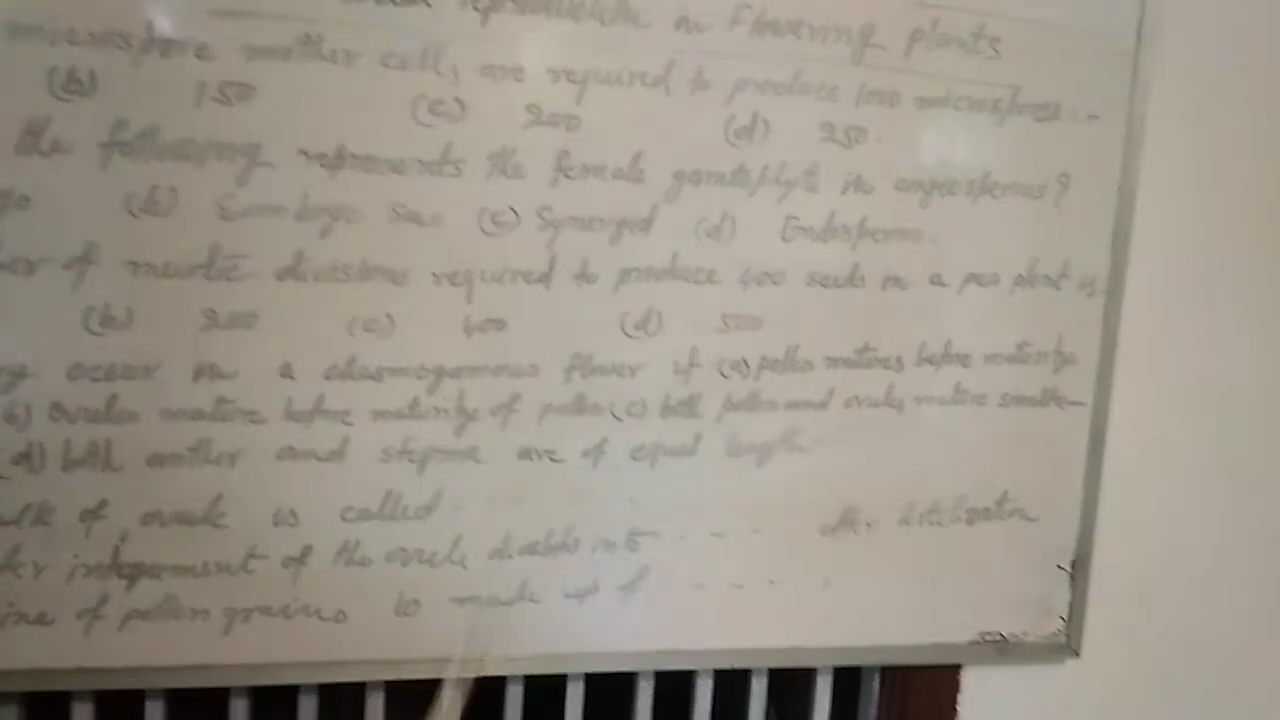 reproduction in Flowering plants
microspore mother cells are required to produce 1000 microspores..
(b) 150 (c) 200 (d) 250
the following represents the female gametophyte in angiosperms?
(b) Embryo Sac (c) Synergid (d) Endosperm
of meiotic divisions required to produce 400 seeds in a pea plant is
(b) 200 (c) 400 (d) 500
occur in a chasmogamous flower if (a) pollen matures before maturity
b) ovules mature before maturity of pollen (c) both pollen and ovules mature
(d) both anther and are of equal length
of ovule is called
integument of the ovule into . - - - after fertilization
of pollen grains is made up of - - - -